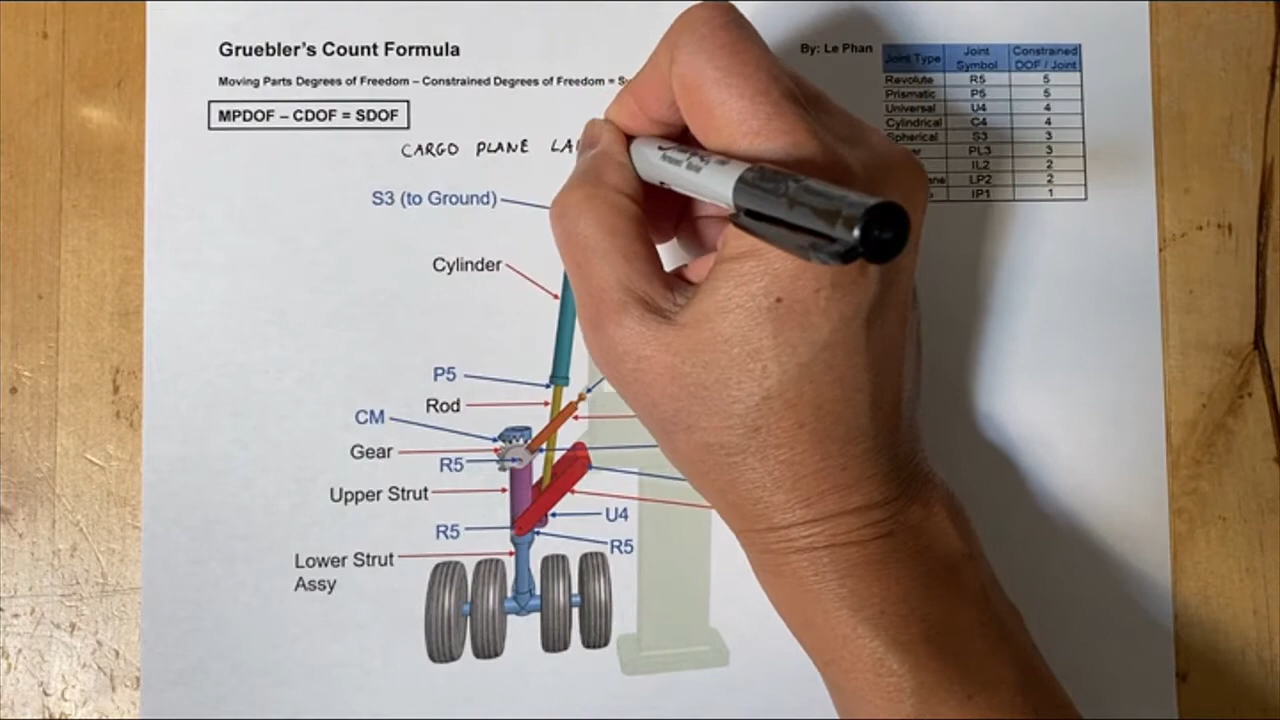 Gruebler's Count Formula
Moving Parts Degrees of Freedom – Constrained Degrees of Freedom =
MPDOF – CDOF = SDOF
By: Le Phan
Joint Type Joint Symbol Constrained DOF / Joint
Revolute R5 5
Prismatic P5 5
Universal U4 4
Cylindrical C4 4
Spherical S3 3
PL3 3
IL2 2
LP2 2
IP1 1
CARGO PLANE
S3 (to Ground)
Cylinder
P5
Rod
CM
Gear
R5
Upper Strut
U4
R5
R5
Lower Strut
Assy